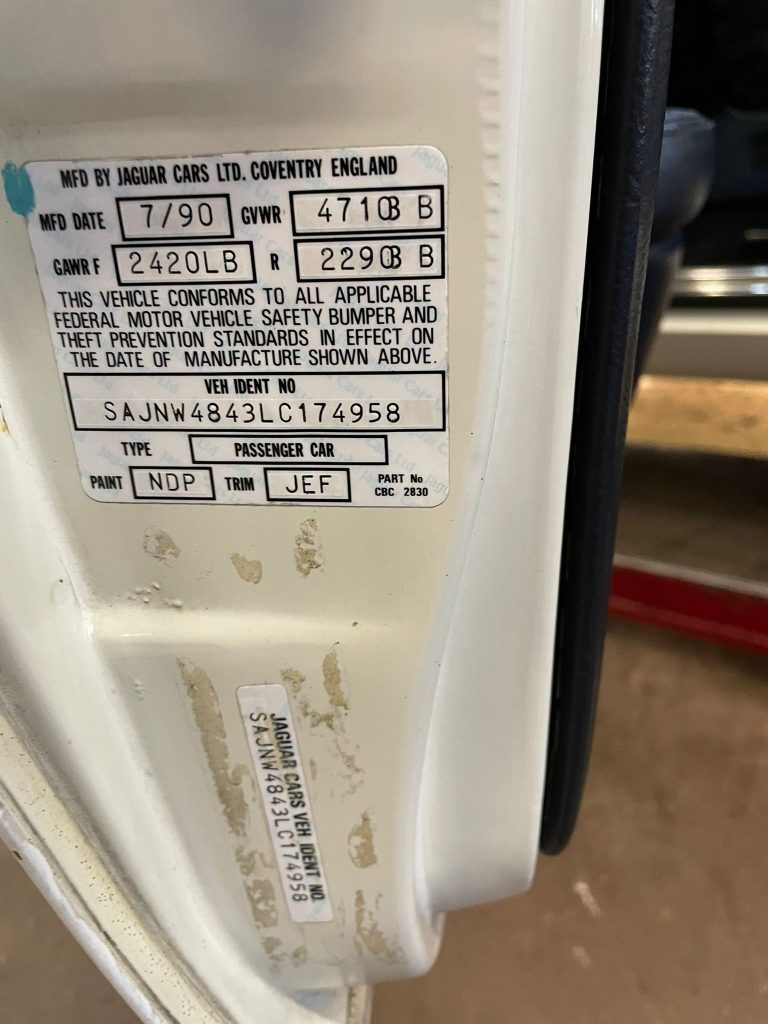 MFD BY JAGUAR CARS LTD. COVENTRY ENGLAND
MFD DATE 7/90 GVWR 4710B B
GAWR F 2420LB R 2290B B
THIS VEHICLE CONFORMS TO ALL APPLICABLE
FEDERAL MOTOR VEHICLE SAFETY BUMPER AND
THEFT PREVENTION STANDARDS IN EFFECT ON
THE DATE OF MANUFACTURE SHOWN ABOVE.
VEH IDENT NO
SAJNW4843LC174958
TYPE PASSENGER CAR
PAINT NDP TRIM JEF PART No
CBC 2830
JAGUAR CARS VEH IDENT NO.
SAJNW4843LC174958